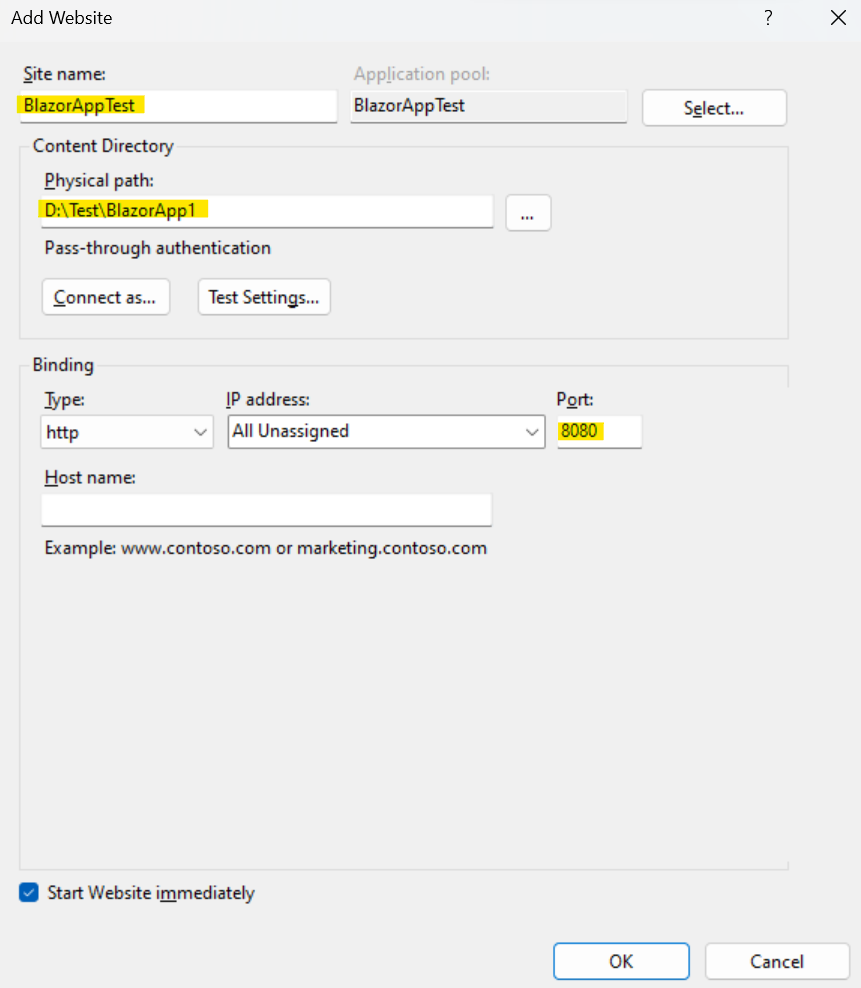 Add Website ?
Site name: Application pool:
BlazorAppTest BlazorAppTest Select...
Content Directory
Physical path:
D:\Test\BlazorApp1 ...
Pass-through authentication
Connect as... Test Settings...
Binding
Type: IP address: Port:
http All Unassigned 8080
Host name:
Example: www.contoso.com or marketing.contoso.com
Start Website immediately
OK Cancel